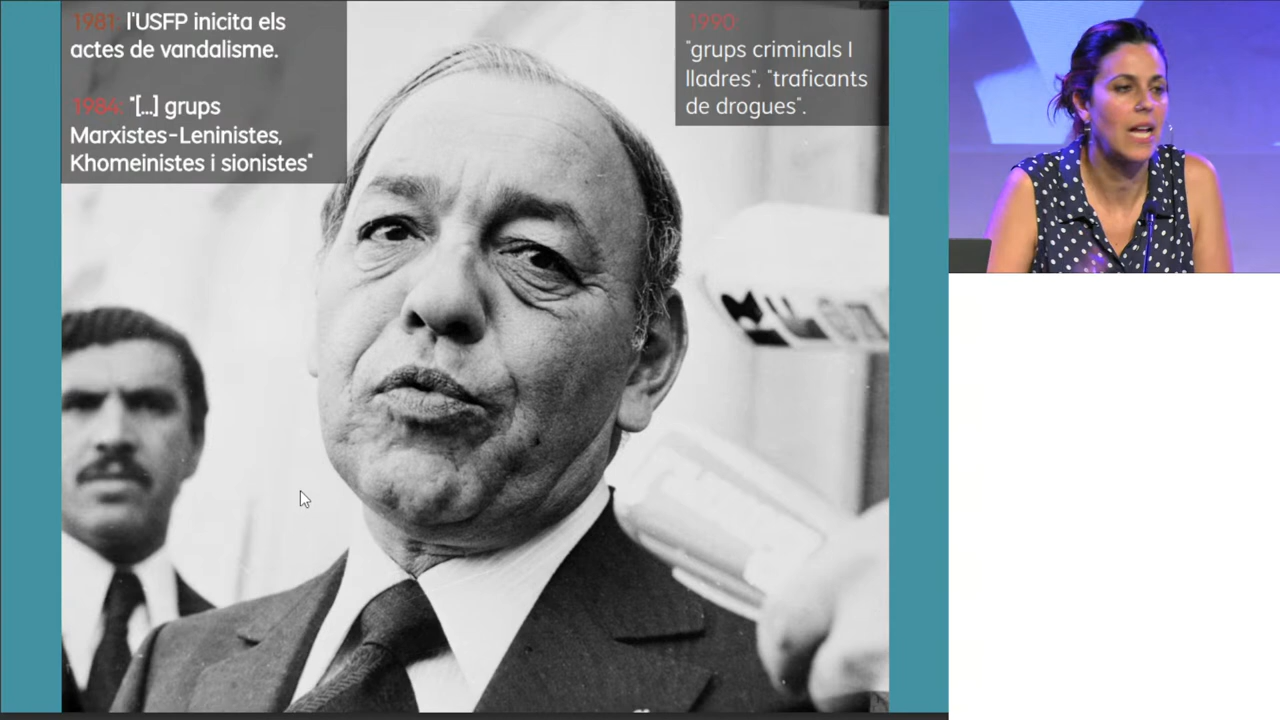 1981: l'USFP inicita els
actes de vandalisme.
1984: "[...] grups
Marxistes-Leninistes,
Khomeinistes i sionistes"
1990:
"grups criminals I
lladres", "traficants
de drogues".